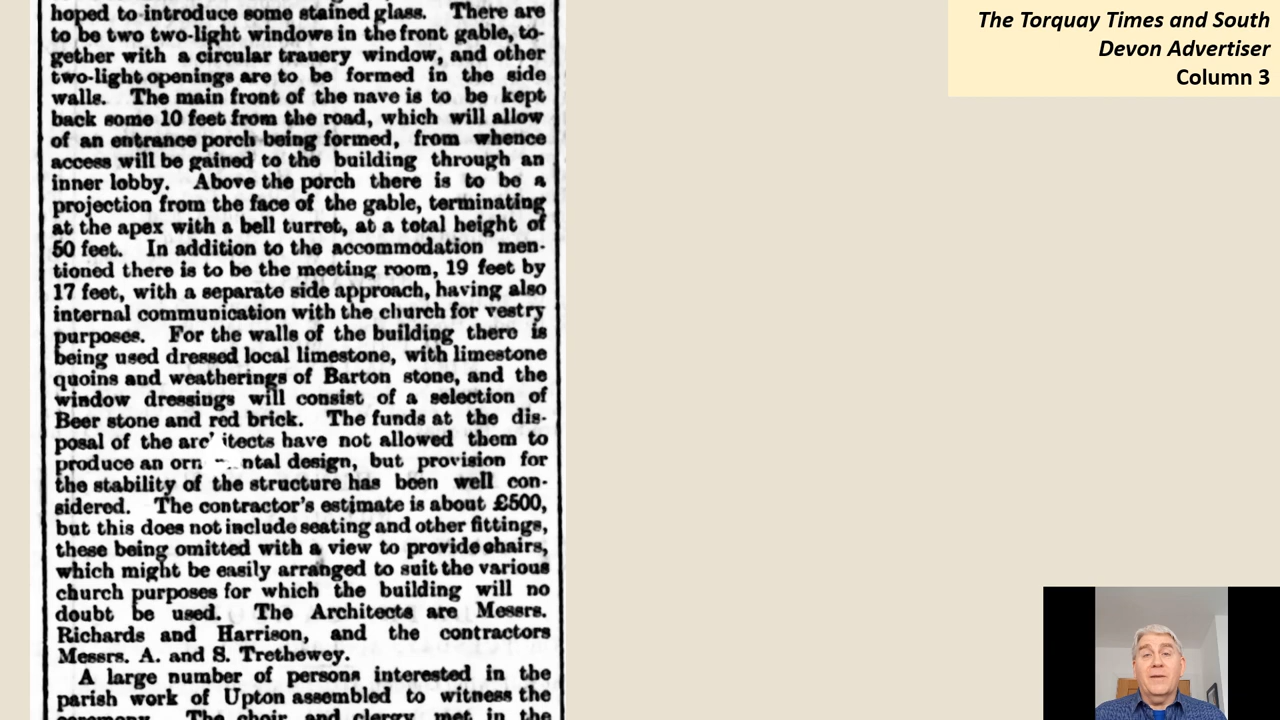 hoped to introduce some stained glass. There are
to be two two-light windows in the front gable, to-
gether with a circular trauery window, and other
two-light openings are to be formed in the side
walls. The main front of the nave is to be kept
back some 10 feet from the road, which will allow
of an entrance porch being formed, from whence
access will be gained to the building through an
inner lobby. Above the porch there is to be a
projection from the face of the gable, terminating
at the apex with a bell turret, at a total height of
50 feet. In addition to the accommodation men-
tioned there is to be the meeting room, 19 feet by
17 feet, with a separate side approach, having also
internal communication with the church for vestry
purposes. For the walls of the building there is
being used dressed local limestone, with limestone
quoins and weatherings of Barton stone, and the
window dressings will consist of a selection of
Beer stone and red brick. The funds at the dis-
posal of the arc' itects have not allowed them to
produce an orn ntal design, but provision for
the stability of the structure has been well con-
sidered. The contractor's estimate is about £500,
but this does not include seating and other fittings,
these being omitted with a view to provide chairs,
which might be easily arranged to suit the various
church purposes for which the building will no
doubt be used. The Architects are Messrs.
Richards and Harrison, and the contractors
Messrs. A. and S. Trethowey.
A large number of persons interested in the
parish work of Upton assembled to witness the
ceremony. The choir and clergy met in the
The Torquay Times and South
Devon Advertiser
Column 3